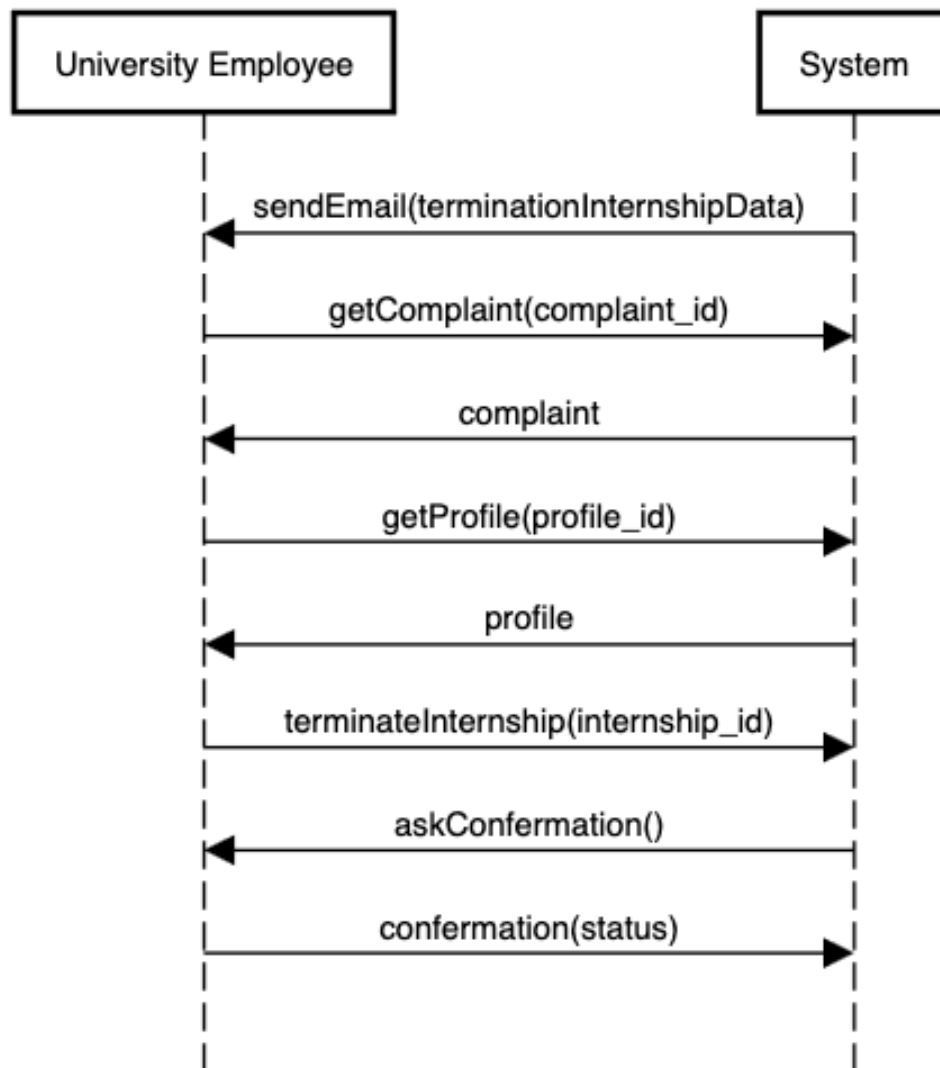 University Employee
System
sendEmail(terminationInternshipData)
getComplaint(complaint_id)
complaint
getProfile(profile_id)
profile
terminateInternship(internship_id)
askConfermation()
confermation(status)